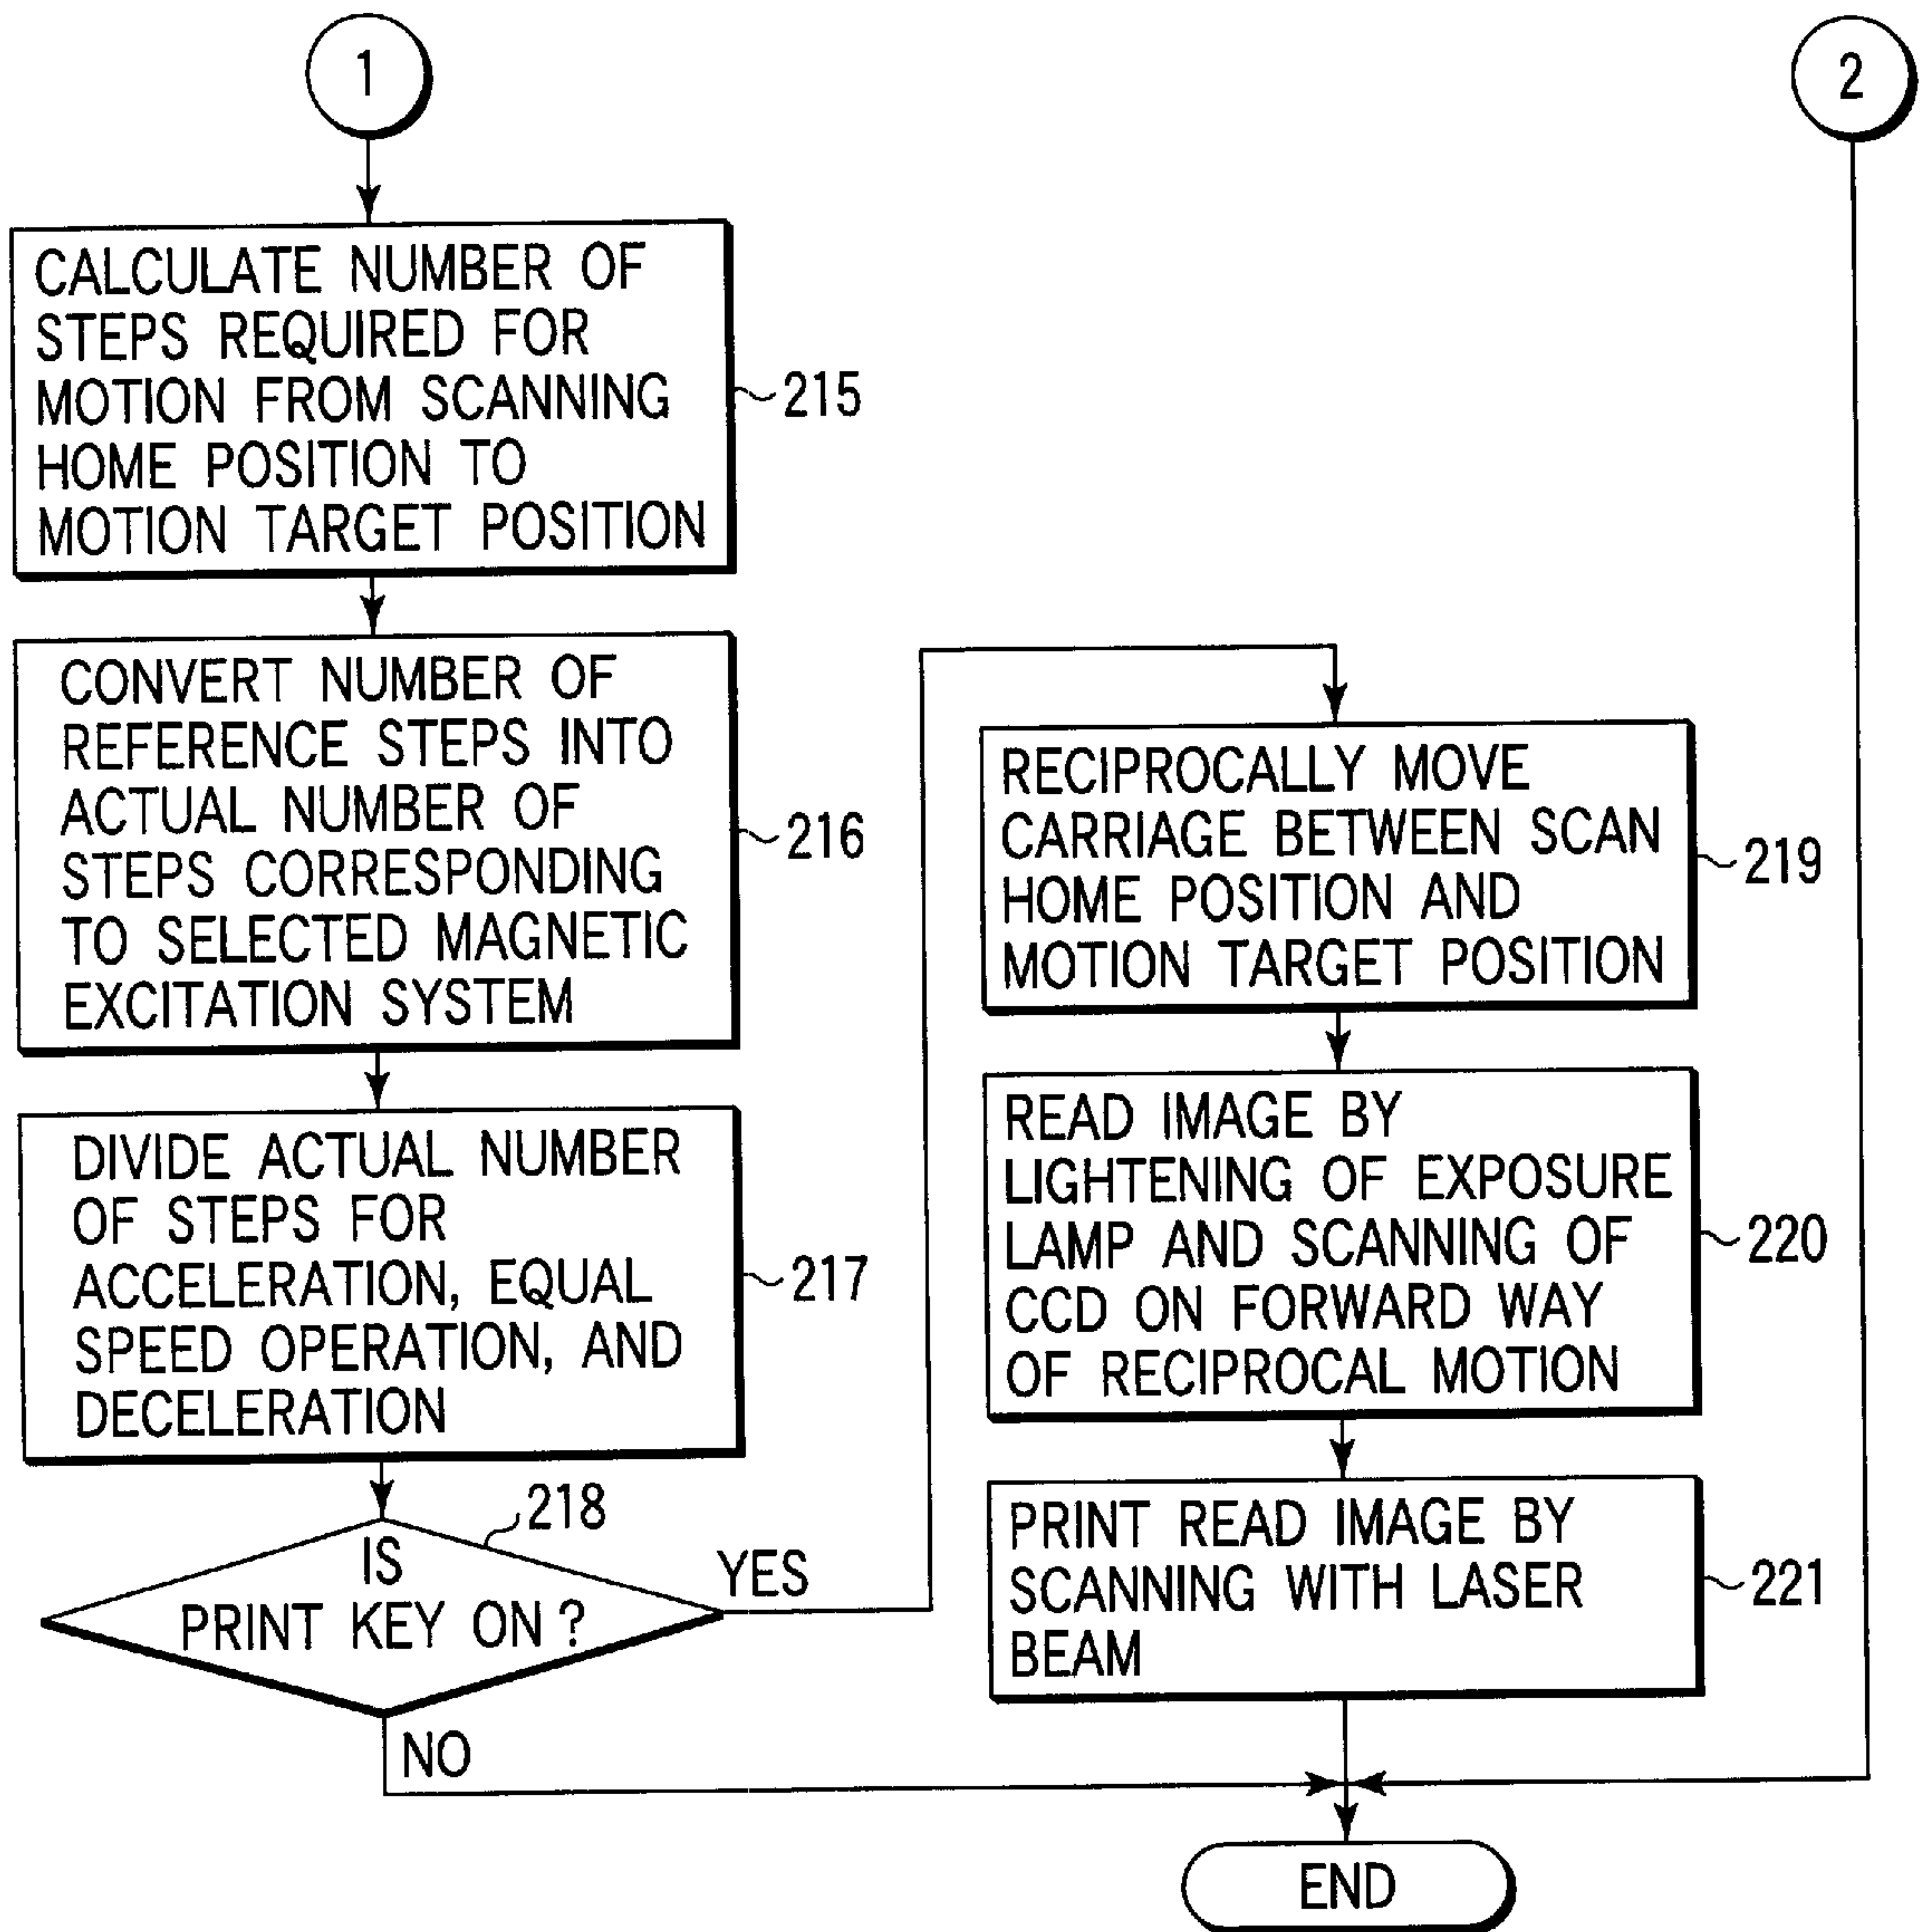 1
2
CALCULATE NUMBER OF
STEPS REQUIRED FOR
MOTION FROM SCANNING
HOME POSITION TO
MOTION TARGET POSITION
215
CONVERT NUMBER OF
REFERENCE STEPS INTO
ACTUAL NUMBER OF
STEPS CORRESPONDING
TO SELECTED MAGNETIC
EXCITATION SYSTEM
216
DIVIDE ACTUAL NUMBER
OF STEPS FOR
ACCELERATION, EQUAL
SPEED OPERATION, AND
DECELERATION
217
218
IS
PRINT KEY ON ?
YES
NO
RECIPROCALLY MOVE
CARRIAGE BETWEEN SCAN
HOME POSITION AND
MOTION TARGET POSITION
219
READ IMAGE BY
LIGHTENING OF EXPOSURE
LAMP AND SCANNING OF
CCD ON FORWARD WAY
OF RECIPROCAL MOTION
220
PRINT READ IMAGE BY
SCANNING WITH LASER
BEAM
221
END